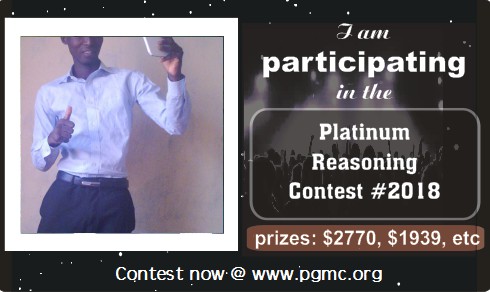 I am
participating
in the
Platinum
Reasoning
Contest #2018
prizes: $2770, $1939, etc
Contest now @ www.pgmc.org